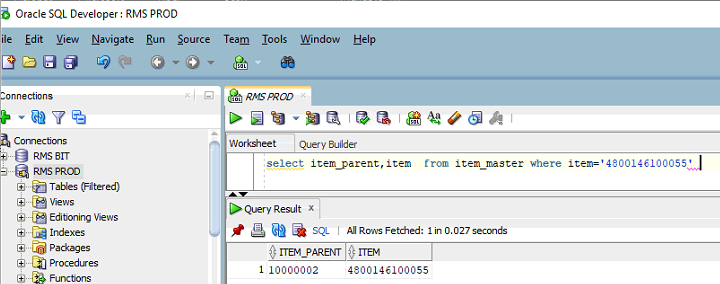 Oracle SQL Developer : RMS PROD
File Edit View Navigate Run Source Team Tools Window Help
Connections
RMS PROD
Connections
RMS BIT
RMS PROD
Tables (Filtered)
Views
Editioning Views
Indexes
Packages
Procedures
Functions
Worksheet Query Builder
select item_parent,item from item_master where item='4800146100055'
Query Result x
SQL | All Rows Fetched: 1 in 0.027 seconds
ITEM_PARENT ITEM
1 10000002 4800146100055